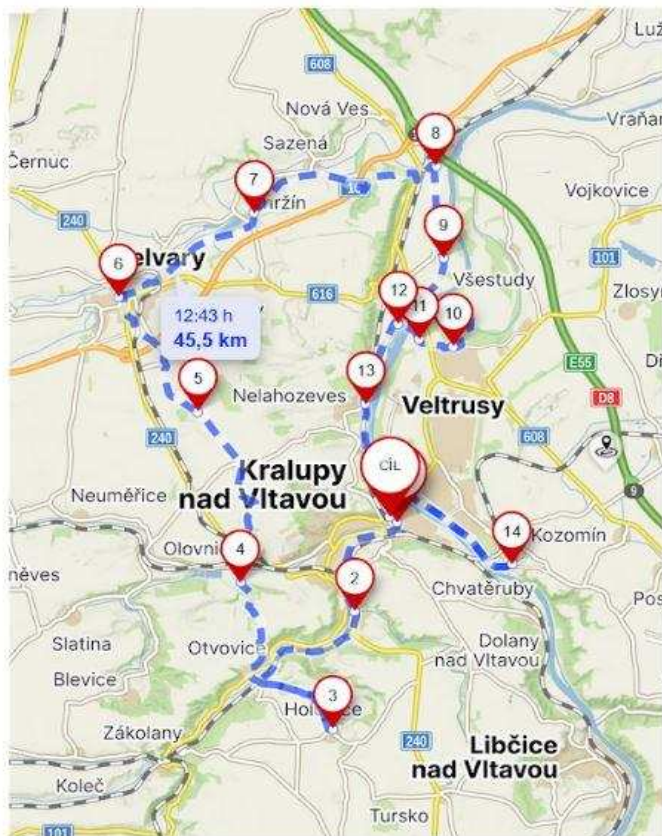 Luž
608
Nová Ves
8
Vraňan
Sazená
Černuc
7
Vojkovice
240
9
101
6
Všestudy
616
12
11
10
Zlosyn
12:43 h
45,5 km
E55
5
13
Nelahozeves
Veltrusy
D8
240
608
CÍL
Kralupy
nad Vltavou
Neuměřice
9
14
Kozomín
Olovni
4
2
něves
Chvatěruby
Pos
Slatina
Otvovice
Dolany
nad Vltavou
Blevice
3
Zákolany
240
Libčice
nad Vltavou
Koleč
Tursko
101